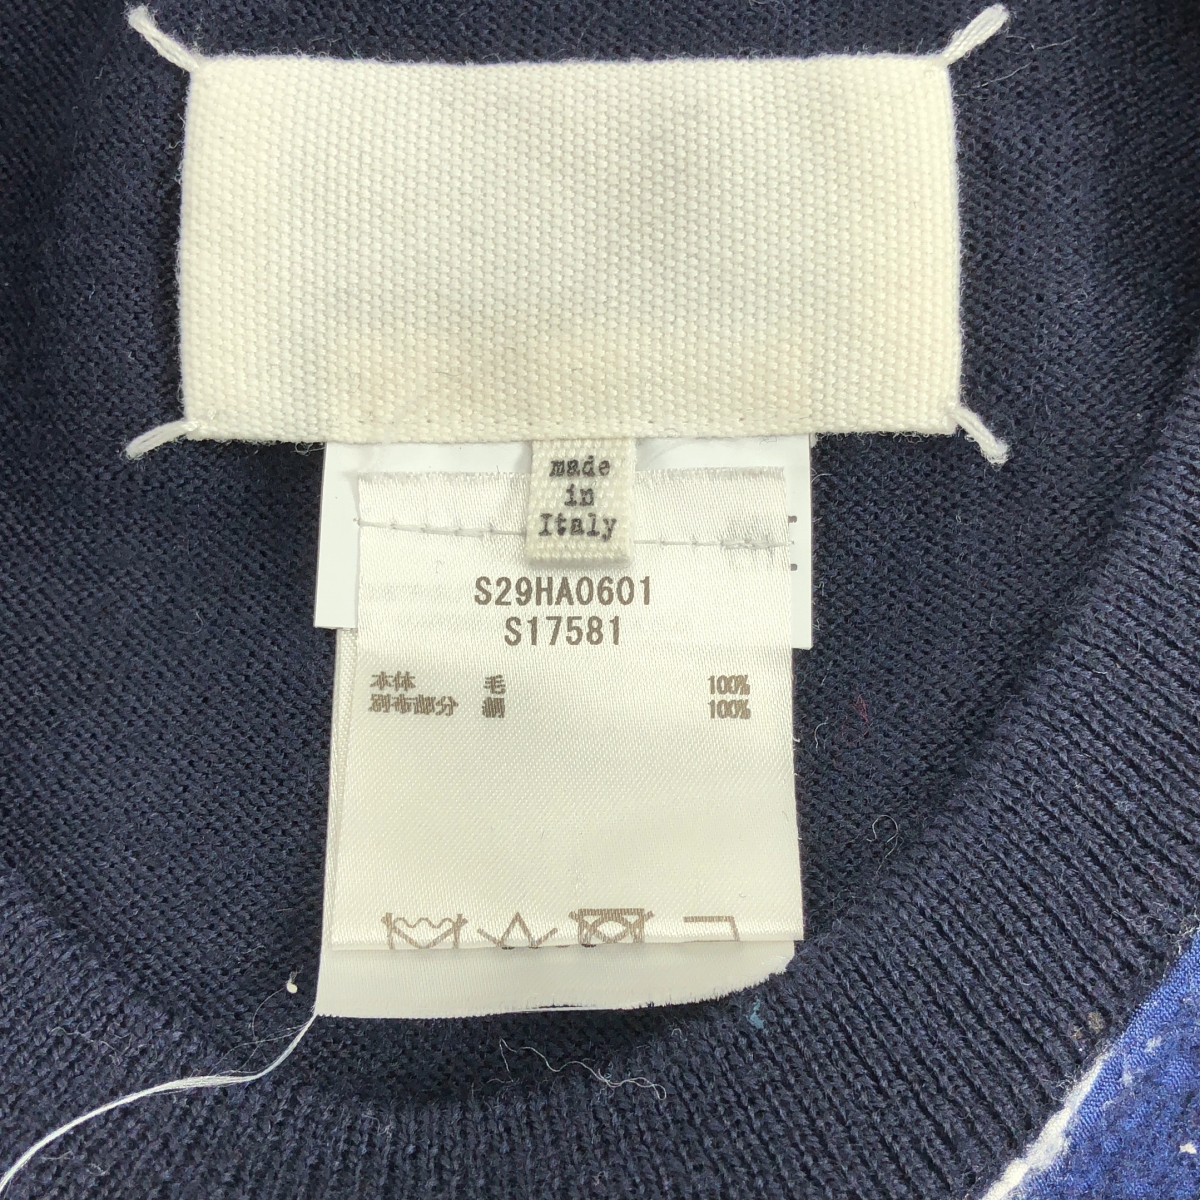 made
in
Italy
S29HA0601
S17581
本体 毛 100%
別布部分 絹 100%